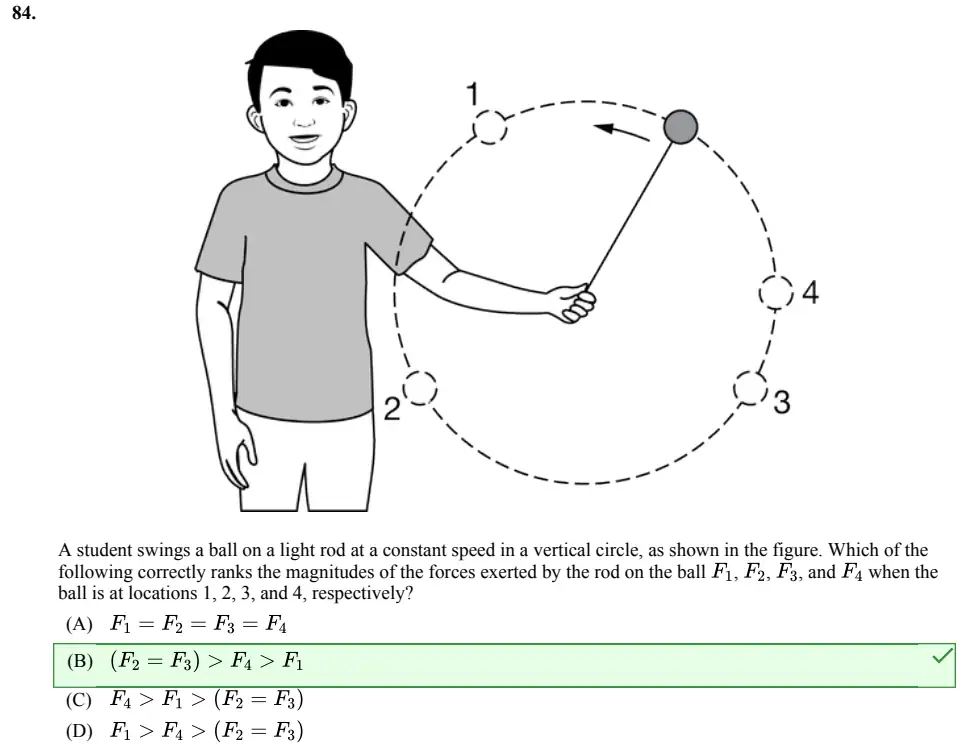 84.
1
4
2
3
A student swings a ball on a light rod at a constant speed in a vertical circle, as shown in the figure. Which of the
following correctly ranks the magnitudes of the forces exerted by the rod on the ball F₁, F₂, F₃, and F₄ when the
ball is at locations 1, 2, 3, and 4, respectively?
(A) F₁ = F₂ = F₃ = F₄
(B) (F₂ = F₃) > F₄ > F₁
(C) F₄ > F₁ > (F₂ = F₃)
(D) F₁ > F₄ > (F₂ = F₃)